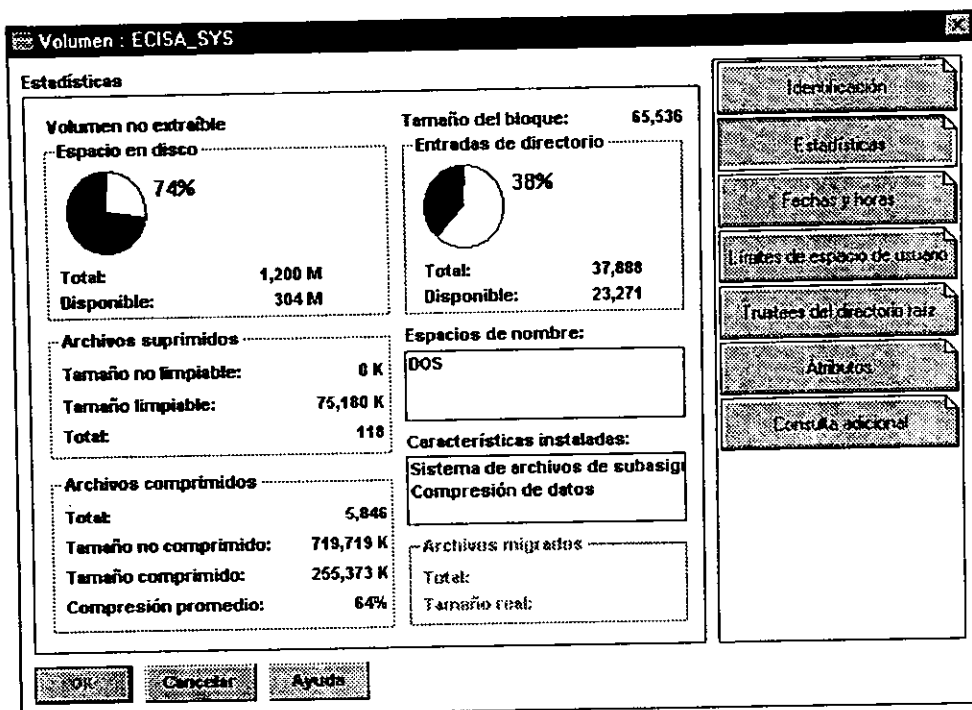 Volumen : ECISA_SYS
Estadísticas
Volumen no extraíble
Tamaño del bloque: 65,536
Espacio en disco
74%
Total: 1,200 M
Disponible: 304 M
Entradas de directorio
38%
Total: 37,888
Disponible: 23,271
Archivos suprimidos
Tamaño no limpiable: 0 K
Tamaño limpiable: 75,180 K
Total: 118
Espacios de nombre:
DOS
Características instaladas:
Sistema de archivos de subasig
Compresión de datos
Archivos comprimidos
Total: 5,846
Tamaño no comprimido: 719,719 K
Tamaño comprimido: 255,373 K
Compresión promedio: 64%
Archivos migrados
Total:
Tamaño real:
Identificación
Estadísticas
Fechas y horas
Límites de espacio de usuario
Trustees del directorio raíz
Atributos
Consulta adicional
OK
Cancelar
Ayuda